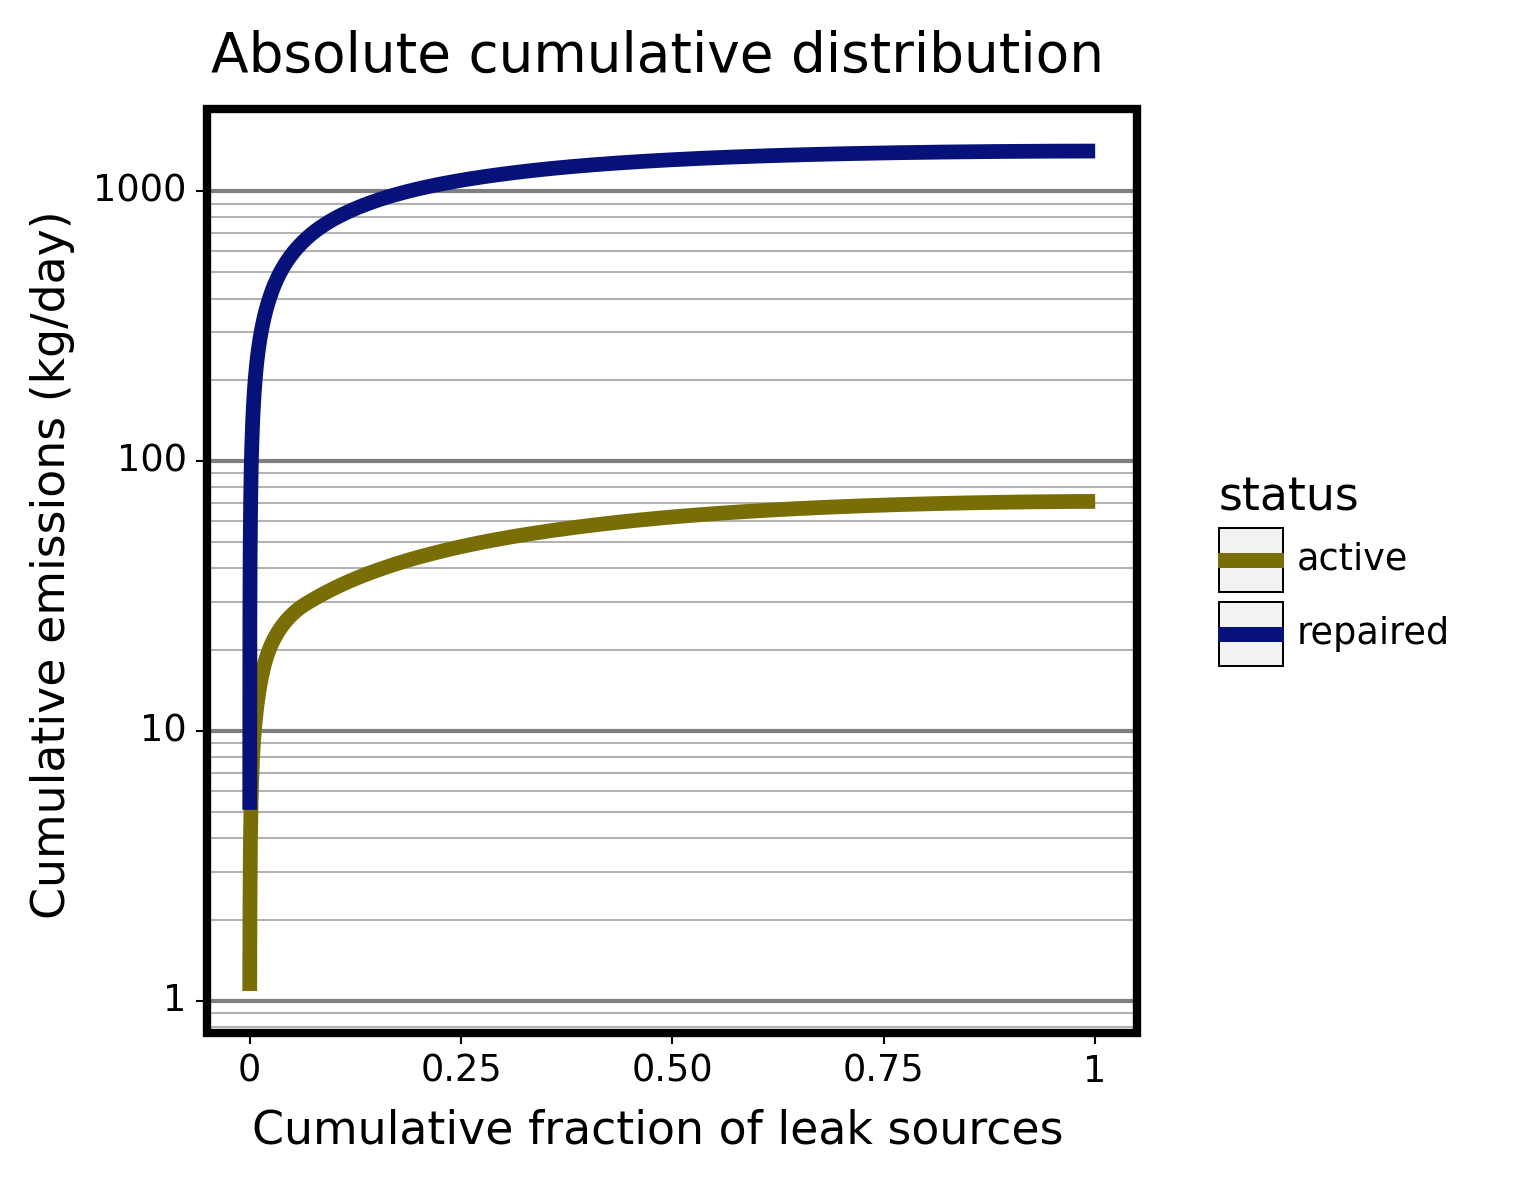 Absolute cumulative distribution
Cumulative emissions (kg/day)
1000
100
10
1
0
0.25
0.50
0.75
1
Cumulative fraction of leak sources
status
active
repaired